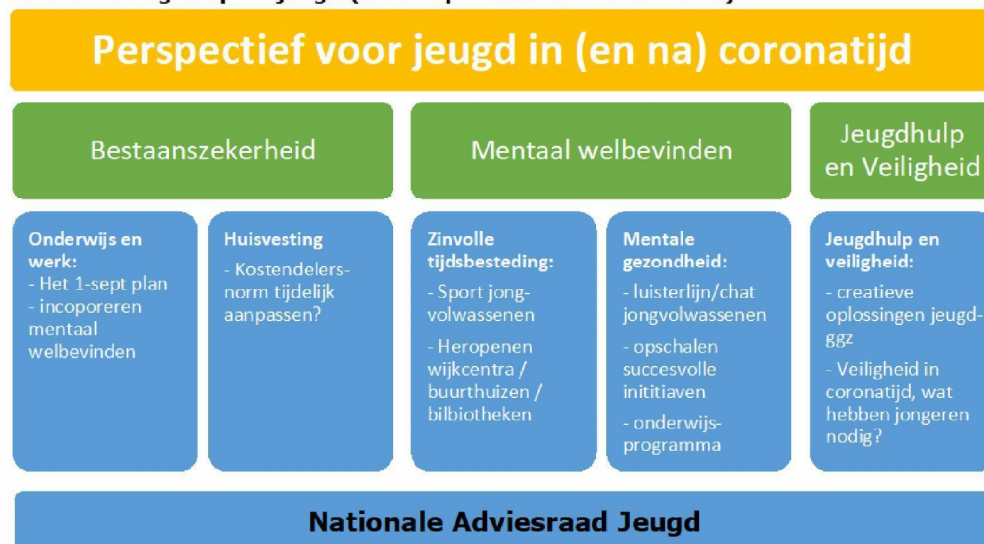 Perspectief voor jeugd in (en na) coronatijd
Bestaanszekerheid
Mentaal welbevinden
Jeugdhulp
en Veiligheid
Onderwijs en
werk:
- Het 1-sept plan
- incoporeren
mentaal
welbevinden
Huisvesting
- Kostendelers-
norm tijdelijk
aanpassen?
Zinvolle
tijdsbesteding:
- Sport jong-
volwassenen
- Heropenen
wijkcentra /
buurthuizen /
bilbiotheken
Mentale
gezondheid:
- luisterlijn/chat
jongvolwassenen
- opschalen
succesvolle
inititiaven
- onderwijs-
programma
Jeugdhulp en
veiligheid:
- creatieve
oplossingen jeugd-
ggz
- Veiligheid in
coronatijd, wat
hebben jongeren
nodig?
Nationale Adviesraad Jeugd